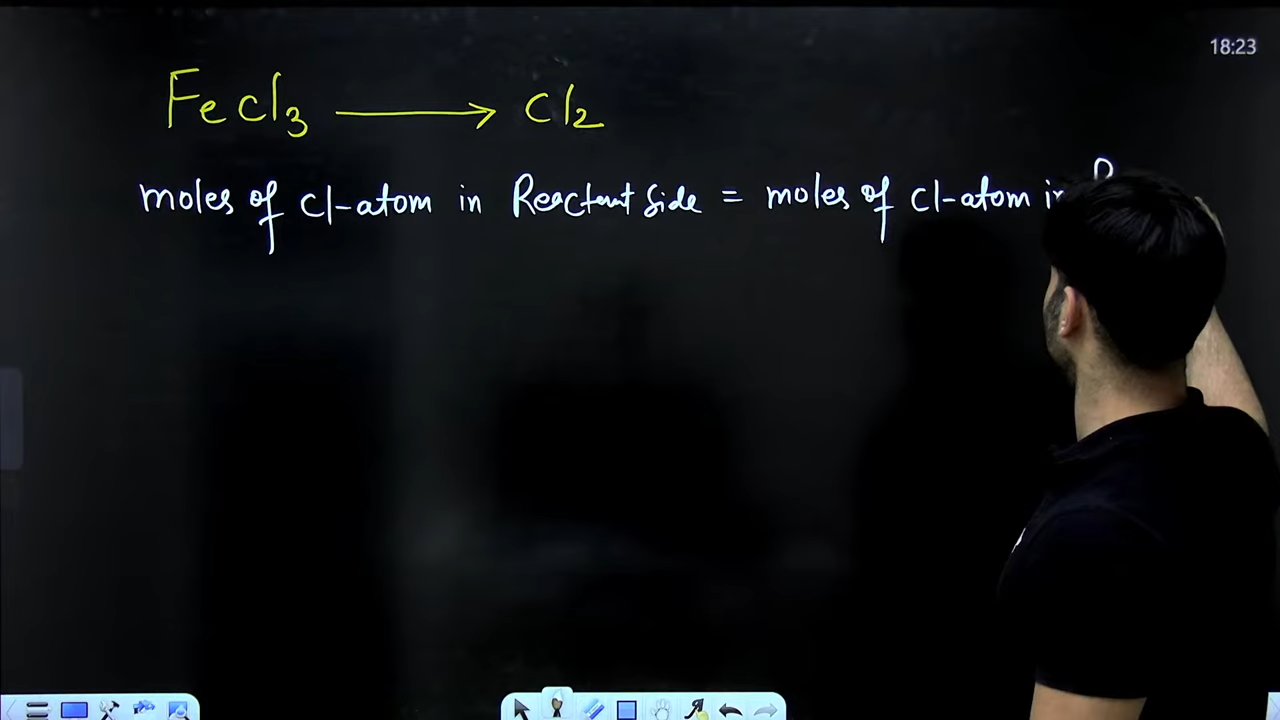 18:23
FeCl3 ⟶ Cl2
moles of Cl-atom in Reactant side = moles of Cl-atom in